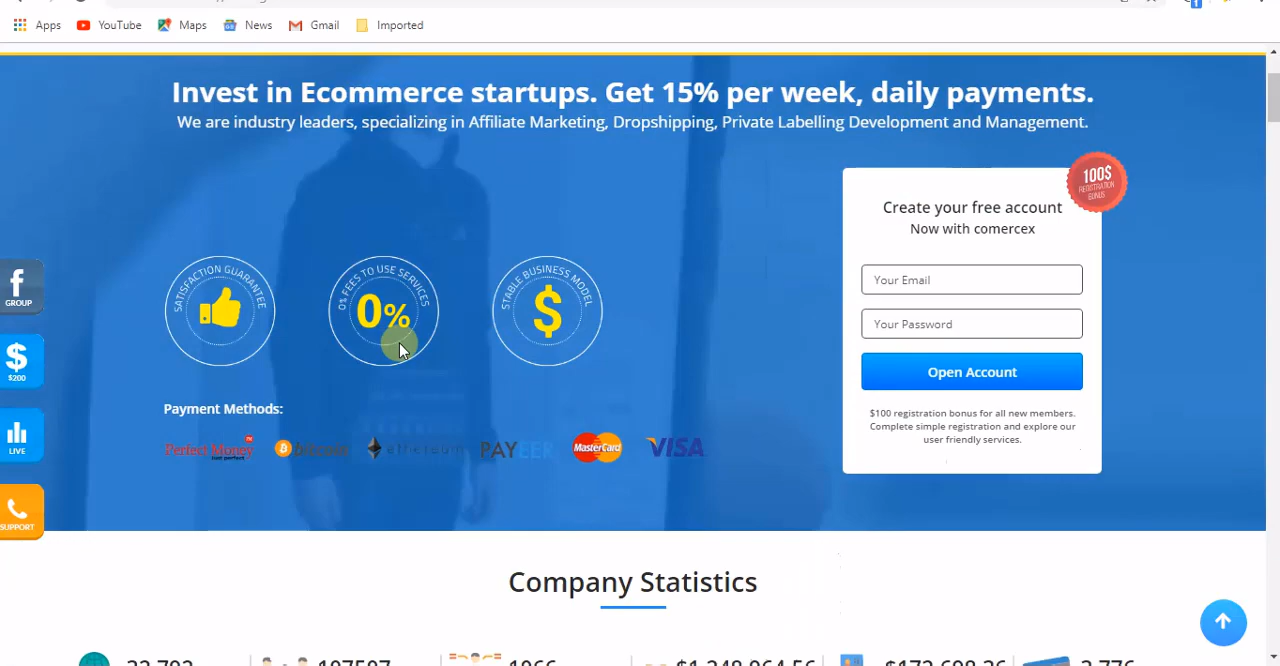 Apps YouTube Maps News Gmail Imported
Invest in Ecommerce startups. Get 15% per week, daily payments.
We are industry leaders, specializing in Affiliate Marketing, Dropshipping, Private Labelling Development and Management.
100$
REGISTRATION
BONUS
Create your free account
Now with comercex
Your Email
Your Password
Open Account
$100 registration bonus for all new members.
Complete simple registration and explore our
user friendly services.
SATISFACTION GUARANTEE
0% FEES TO USE SERVICES
0%
STABLE BUSINESS MODEL
$
Payment Methods:
Perfect Money bitcoin ethereum PAYEER MasterCard VISA
f
GROUP
$
$200
LIVE
SUPPORT
Company Statistics